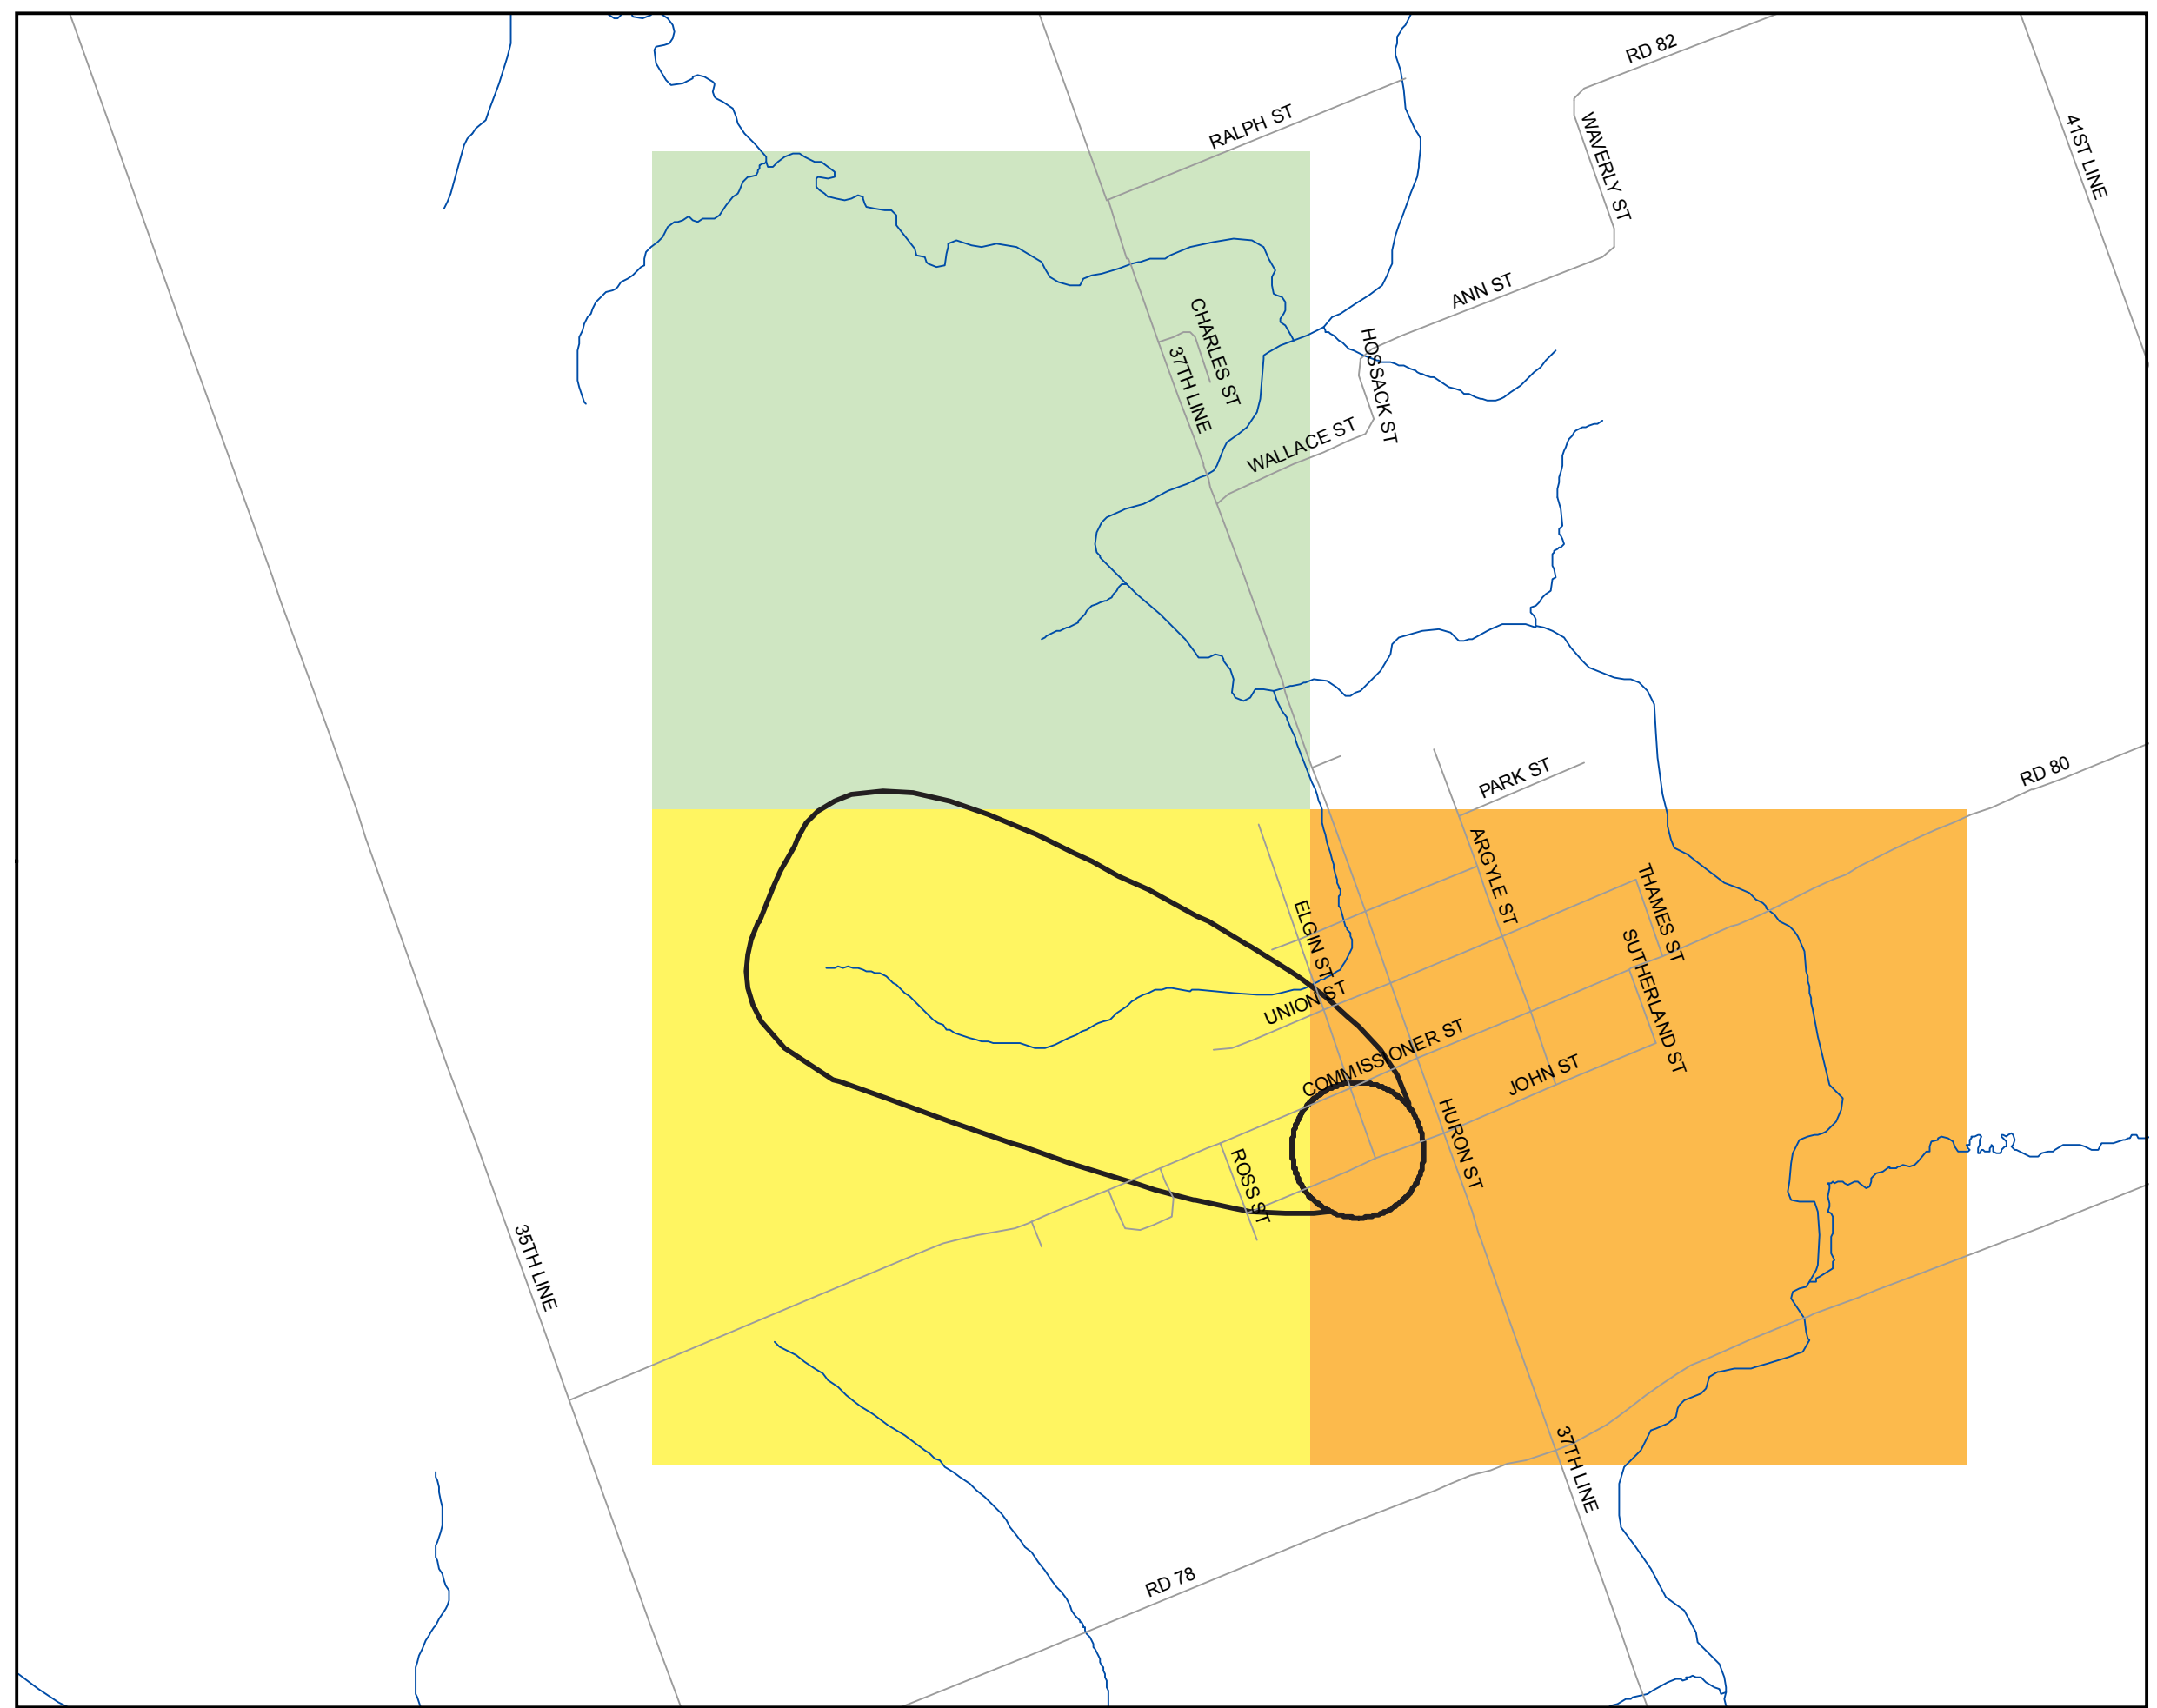 RD 82
RALPH ST
WAVERLY ST
41ST LINE
ANN ST
CHARLES ST
37TH LINE
HOSSACK ST
WALLACE ST
PARK ST
RD 80
ARGYLE ST
THAMES ST
ELGIN ST
SUTHERLAND ST
UNION ST
COMMISSIONER ST
JOHN ST
HURON ST
ROSS ST
35TH LINE
37TH LINE
RD 78